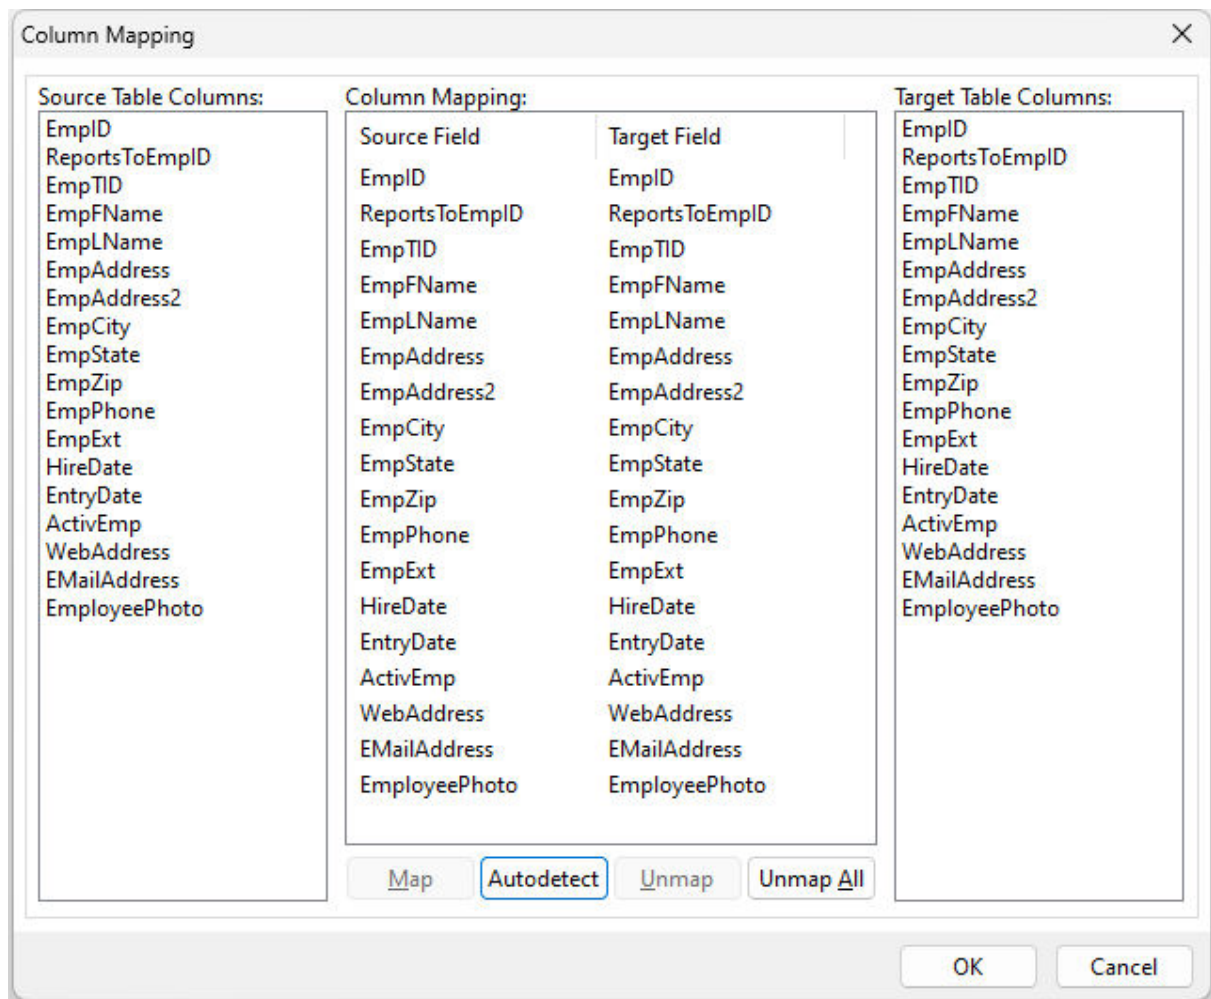 Column Mapping
Source Table Columns:
EmpID
ReportsToEmpID
EmpTID
EmpFName
EmpLName
EmpAddress
EmpAddress2
EmpCity
EmpState
EmpZip
EmpPhone
EmpExt
HireDate
EntryDate
ActivEmp
WebAddress
EMailAddress
EmployeePhoto
Column Mapping:
Source Field Target Field
EmpID EmpID
ReportsToEmpID ReportsToEmpID
EmpTID EmpTID
EmpFName EmpFName
EmpLName EmpLName
EmpAddress EmpAddress
EmpAddress2 EmpAddress2
EmpCity EmpCity
EmpState EmpState
EmpZip EmpZip
EmpPhone EmpPhone
EmpExt EmpExt
HireDate HireDate
EntryDate EntryDate
ActivEmp ActivEmp
WebAddress WebAddress
EMailAddress EMailAddress
EmployeePhoto EmployeePhoto
Map Autodetect Unmap Unmap All
Target Table Columns:
EmpID
ReportsToEmpID
EmpTID
EmpFName
EmpLName
EmpAddress
EmpAddress2
EmpCity
EmpState
EmpZip
EmpPhone
EmpExt
HireDate
EntryDate
ActivEmp
WebAddress
EMailAddress
EmployeePhoto
OK Cancel